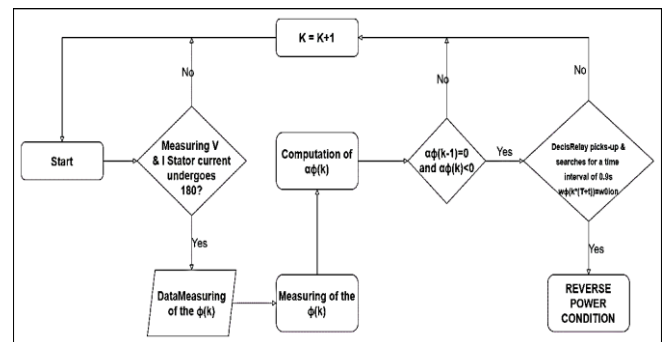 K = K+1
No
No
No
Start
Measuring V
& I Stator current
undergoes
180?
Computation of
αϕ(k)
αϕ(k-1)=0
and αϕ(k)<0
Yes
DecisRelay picks-up &
searches for a time
interval of 0.9s
Yes
DataMeasuring
of the ϕ(k)
Measuring of the
ϕ(k)
Yes
REVERSE
POWER
CONDITION